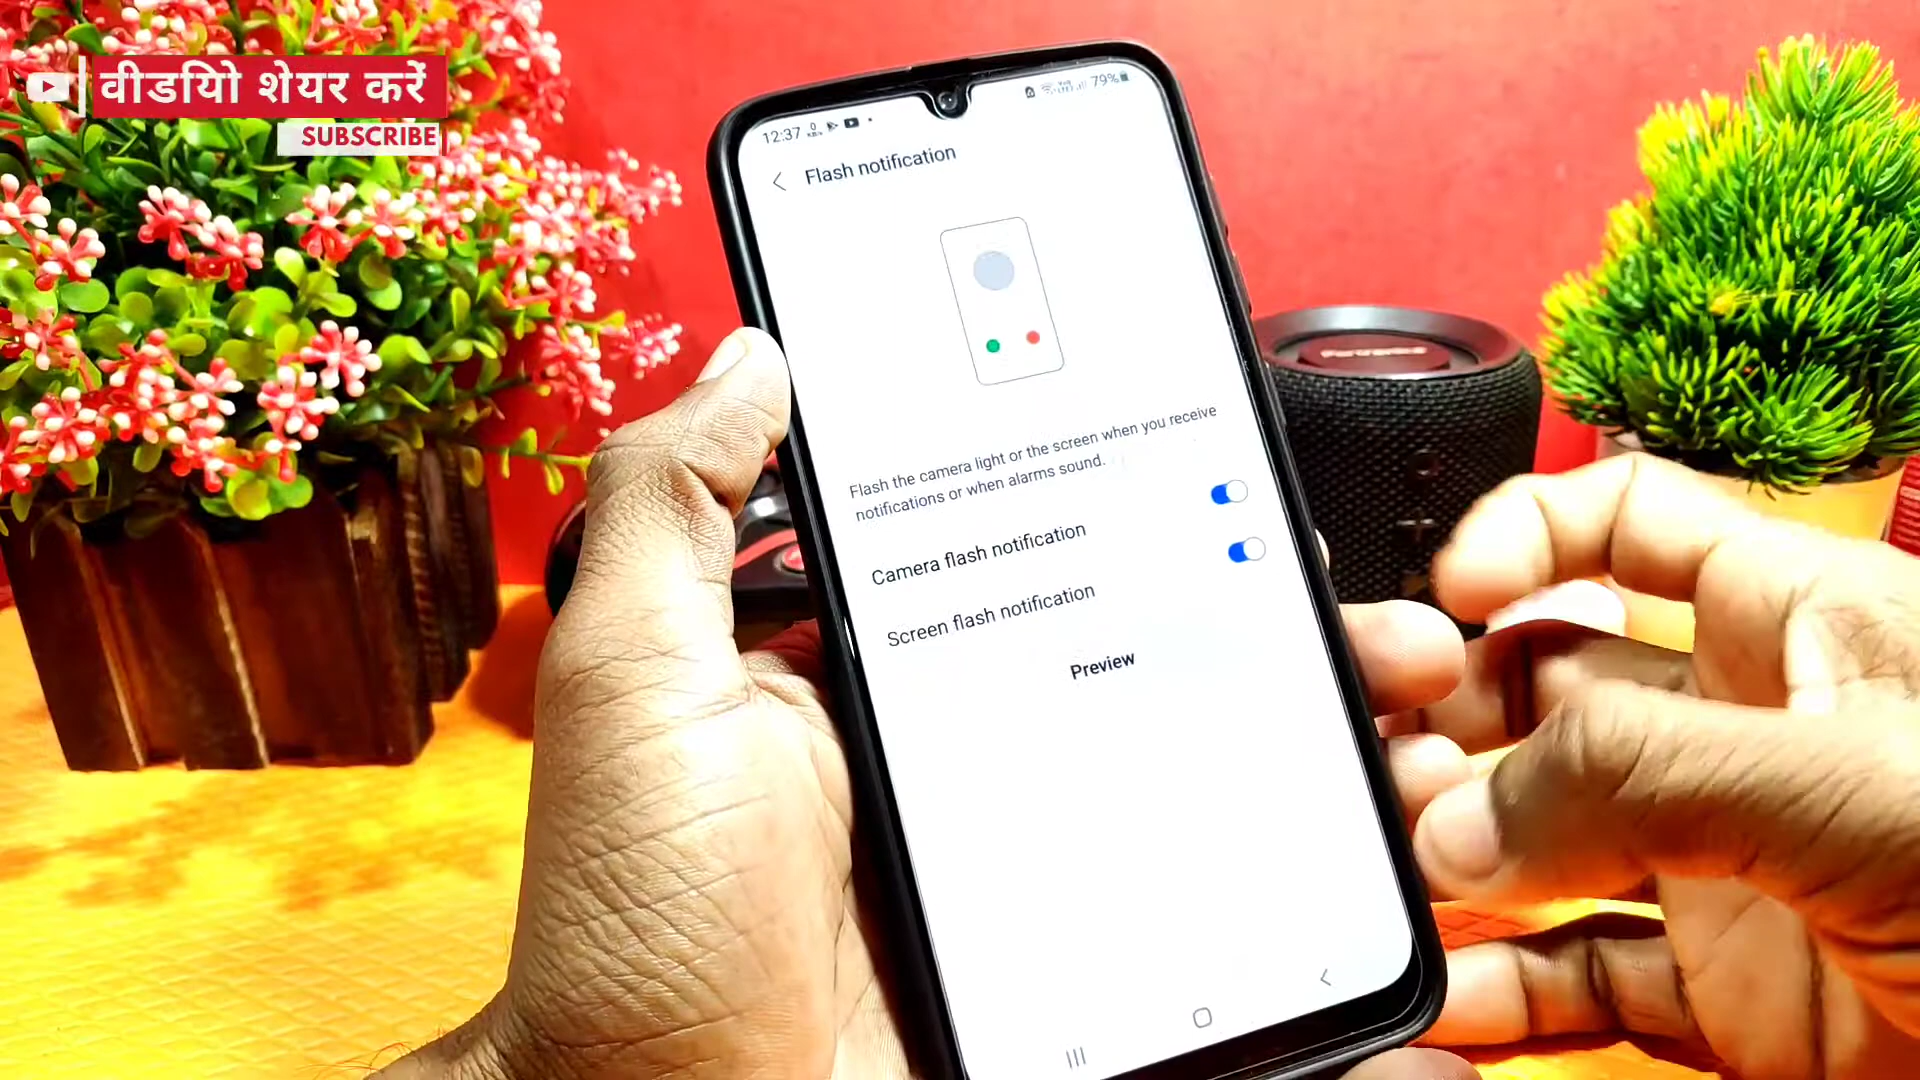 वीडियो शेयर करें
SUBSCRIBE
12:37
79%
Flash notification
Flash the camera light or the screen when you receive
notifications or when alarms sound.
Camera flash notification
Screen flash notification
Preview